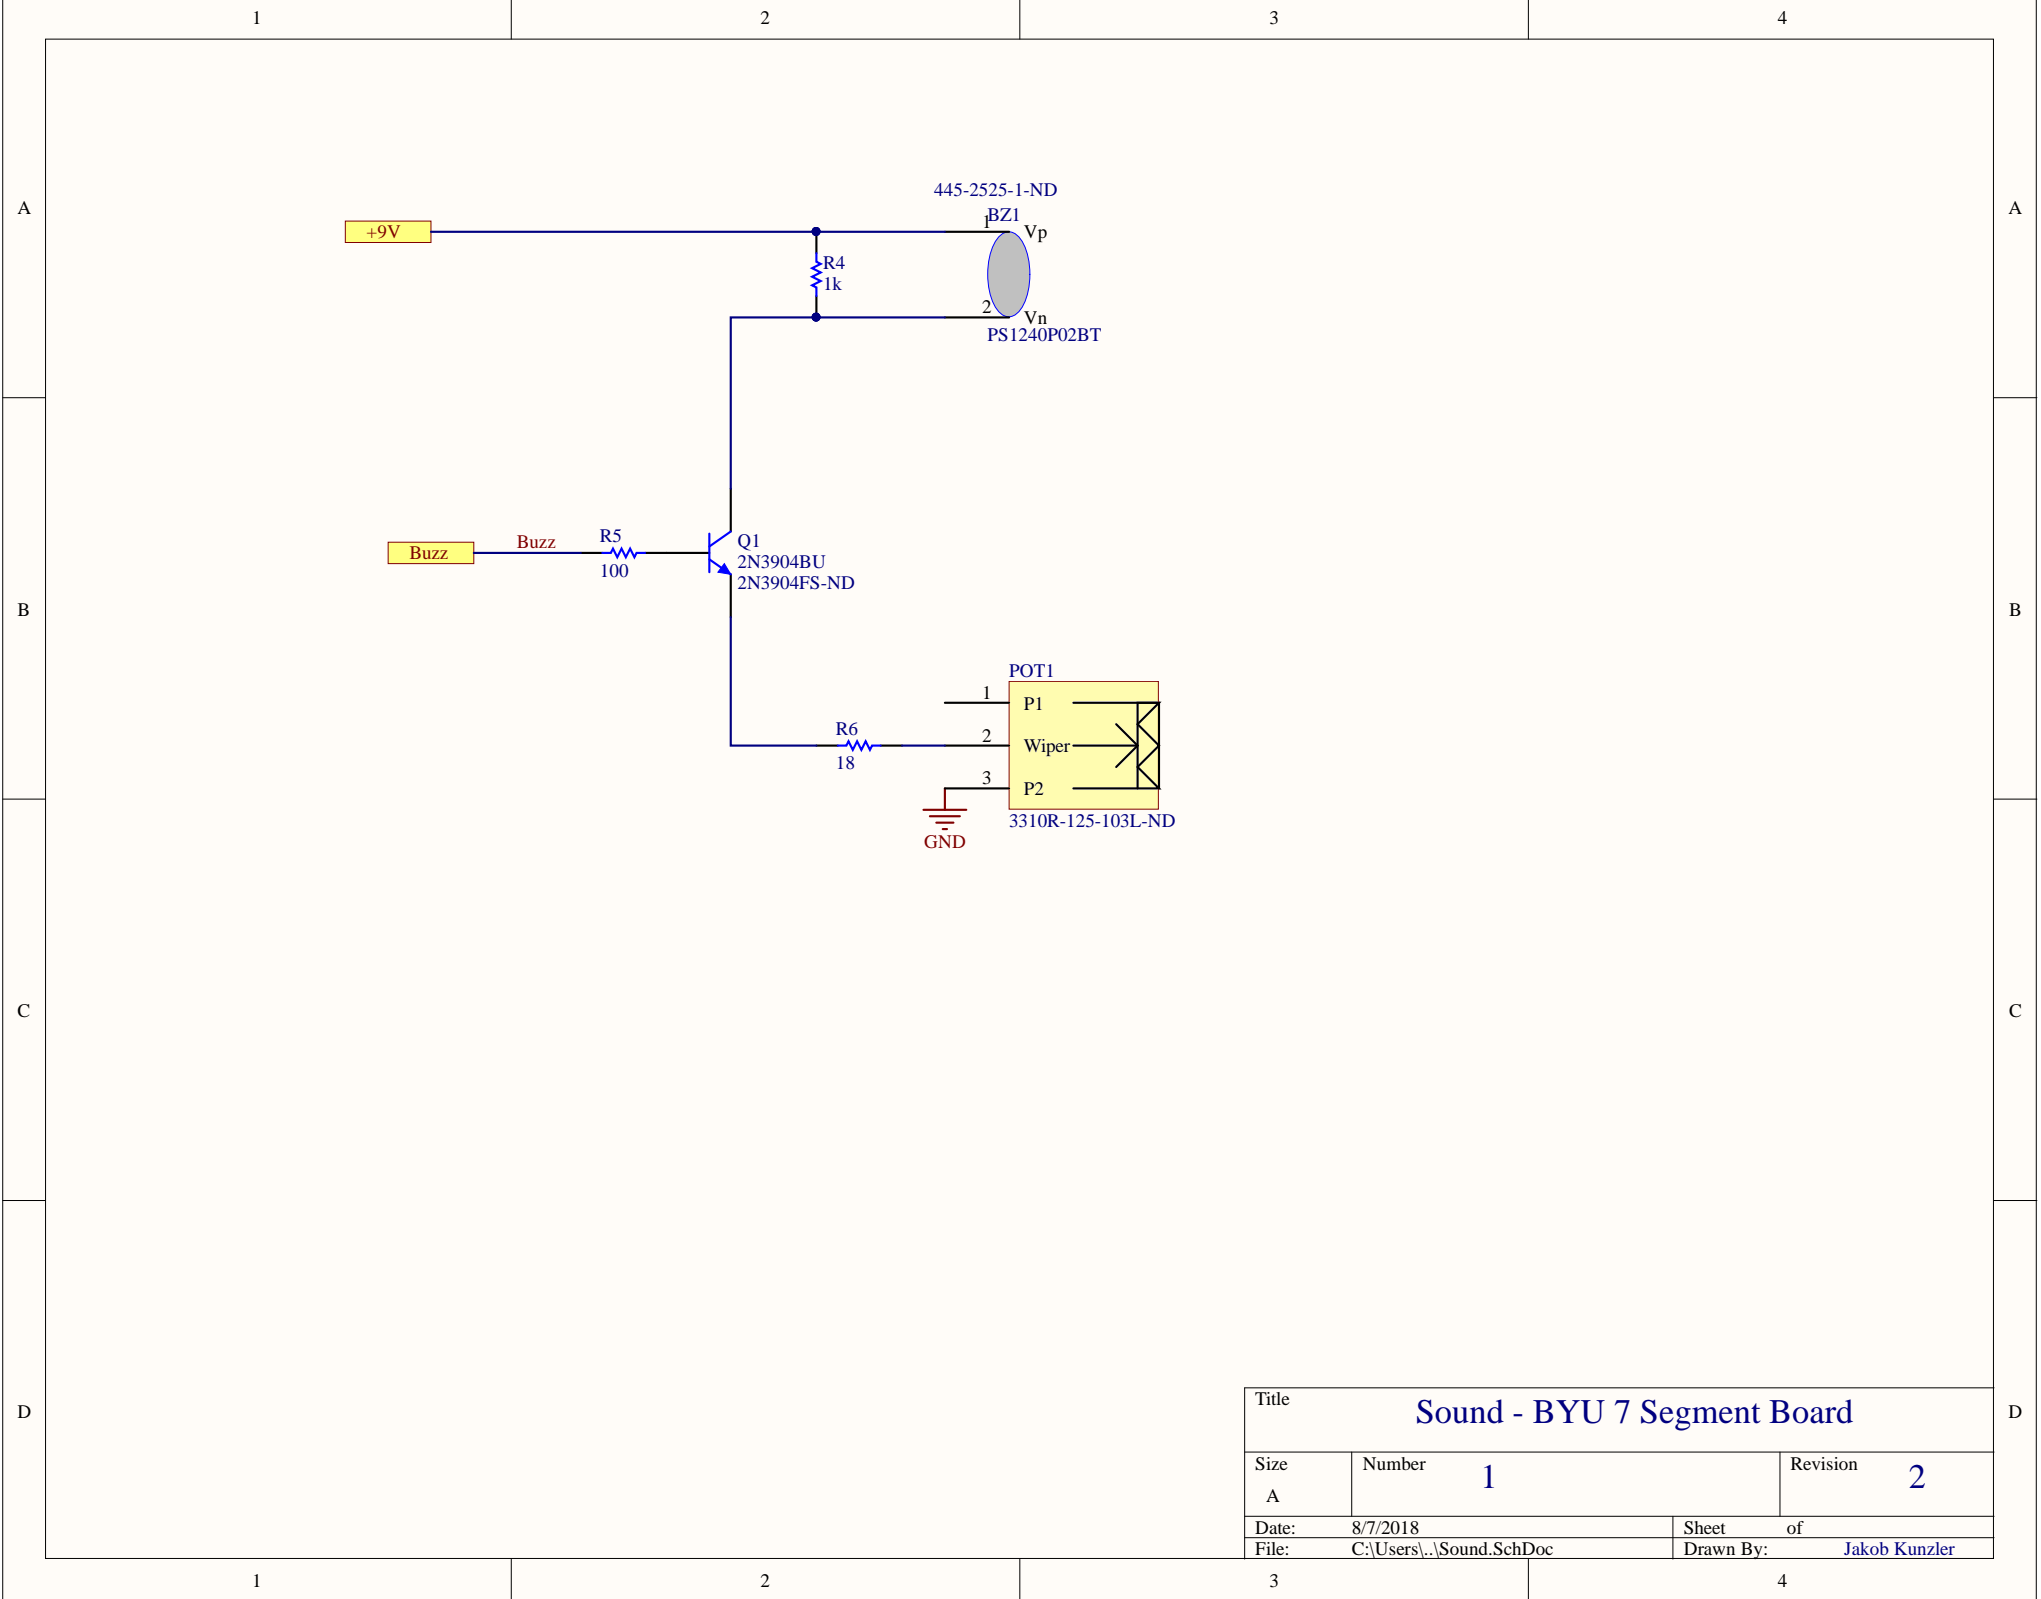 1 2 3 4
A A
445-2525-1-ND
BZ1
+9V
1 Vp
R4
1k
2 Vn
PS1240P02BT
Buzz Buzz R5
100
Q1
2N3904BU
2N3904FS-ND
B B
POT1
1 P1
R6
18
2 Wiper
3 P2
3310R-125-103L-ND
GND
C C
D D
Title
Sound - BYU 7 Segment Board
Size
A
Number 1
Revision 2
Date: 8/7/2018 Sheet of
File: C:\Users\..\Sound.SchDoc Drawn By: Jakob Kunzler
1 2 3 4